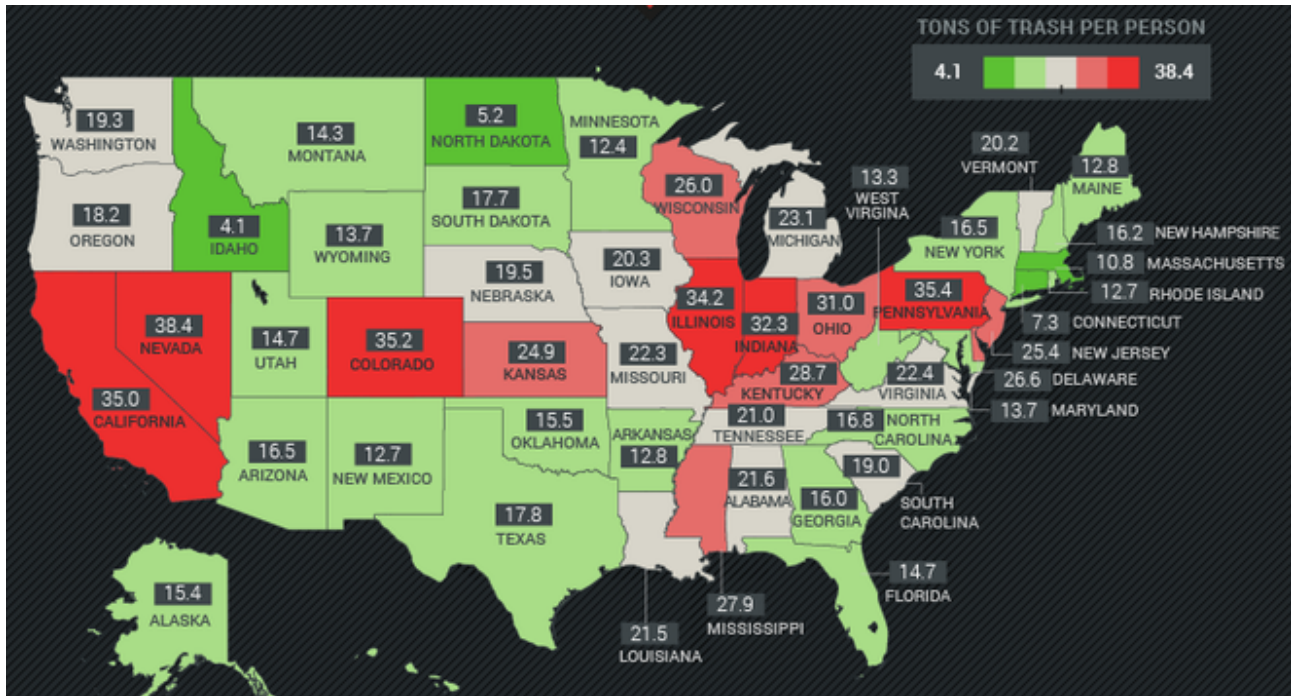 TONS OF TRASH PER PERSON
4.1
38.4
19.3
WASHINGTON
14.3
MONTANA
5.2
NORTH DAKOTA
MINNESOTA
12.4
20.2
VERMONT
12.8
MAINE
18.2
OREGON
4.1
IDAHO
13.7
WYOMING
17.7
SOUTH DAKOTA
26.0
WISCONSIN
23.1
MICHIGAN
13.3
WEST
VIRGINA
16.5
NEW YORK
16.2 NEW HAMPSHIRE
10.8 MASSACHUSETTS
12.7 RHODE ISLAND
7.3 CONNECTICUT
25.4 NEW JERSEY
26.6 DELAWARE
13.7 MARYLAND
38.4
NEVADA
14.7
UTAH
35.2
COLORADO
19.5
NEBRASKA
20.3
IOWA
34.2
ILLINOIS
32.3
INDIANA
31.0
OHIO
35.4
PENNSYLVANIA
35.0
CALIFORNIA
24.9
KANSAS
22.3
MISSOURI
28.7
KENTUCKY
22.4
VIRGINIA
16.5
ARIZONA
12.7
NEW MEXICO
15.5
OKLAHOMA
ARKANSAS
12.8
21.0
TENNESSEE
16.8 NORTH
CAROLINA
17.8
TEXAS
21.6
ALABAMA
16.0
GEORGIA
19.0
SOUTH
CAROLINA
15.4
ALASKA
21.5
LOUISIANA
27.9
MISSISSIPPI
14.7
FLORIDA